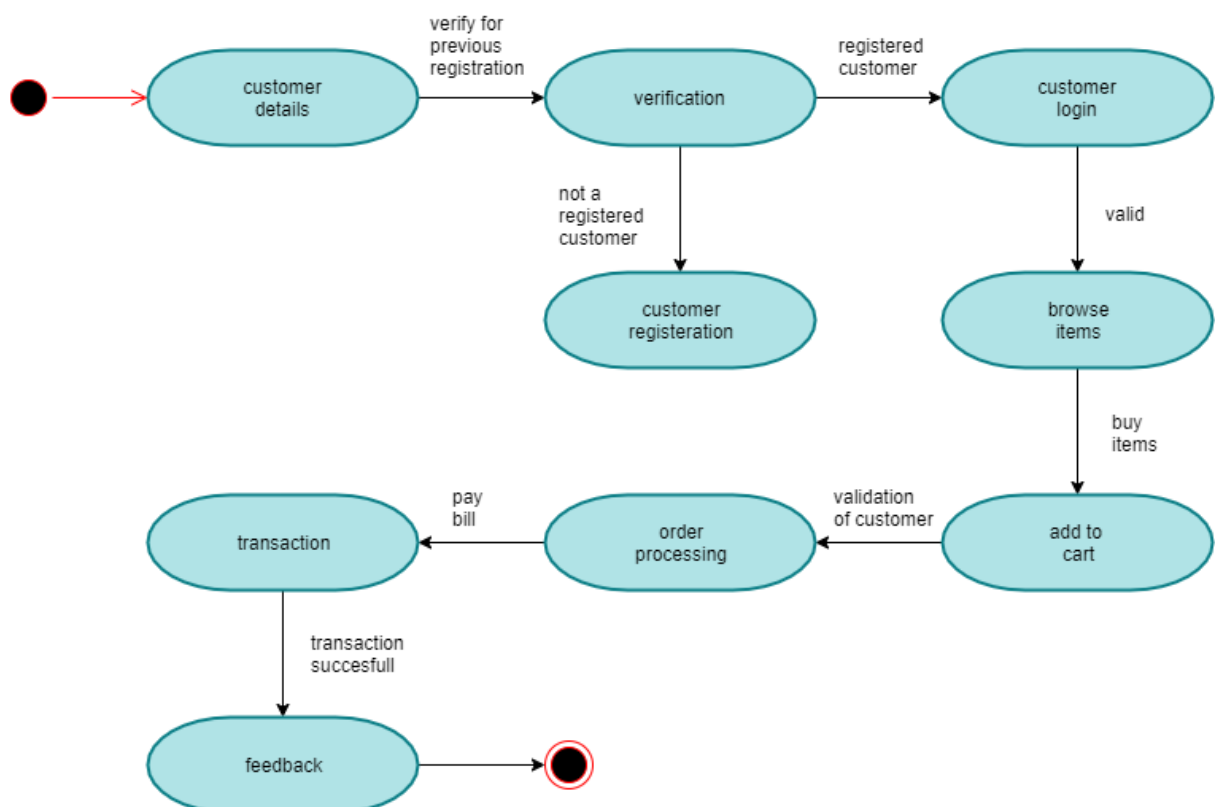 customer
details
verify for
previous
registration
verification
registered
customer
customer
login
not a
registered
customer
valid
customer
registeration
browse
items
buy
items
add to
cart
validation
of customer
order
processing
pay
bill
transaction
transaction
succesfull
feedback